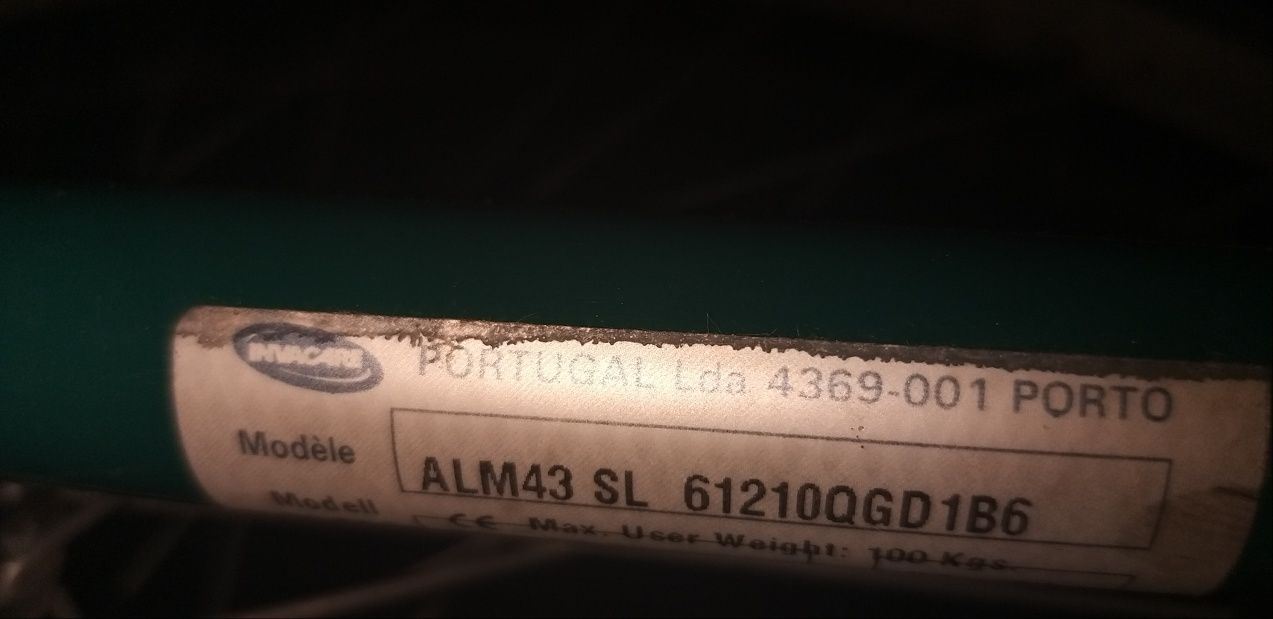 INVACARE PORTUGAL Lda 4369-001 PORTO
Modèle
ALM43 SL 61210QGD1B6
Modell
CE Max. User Weight: 100 Kgs